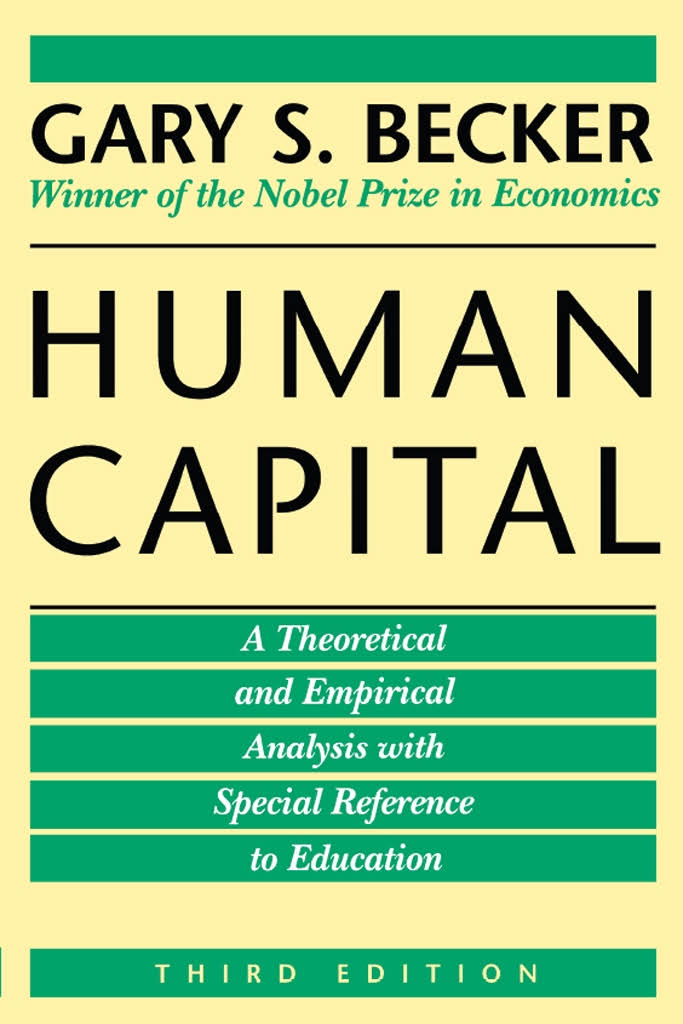 GARY S. BECKER
Winner of the Nobel Prize in Economics
HUMAN
CAPITAL
A Theoretical
and Empirical
Analysis with
Special Reference
to Education
THIRD EDITION